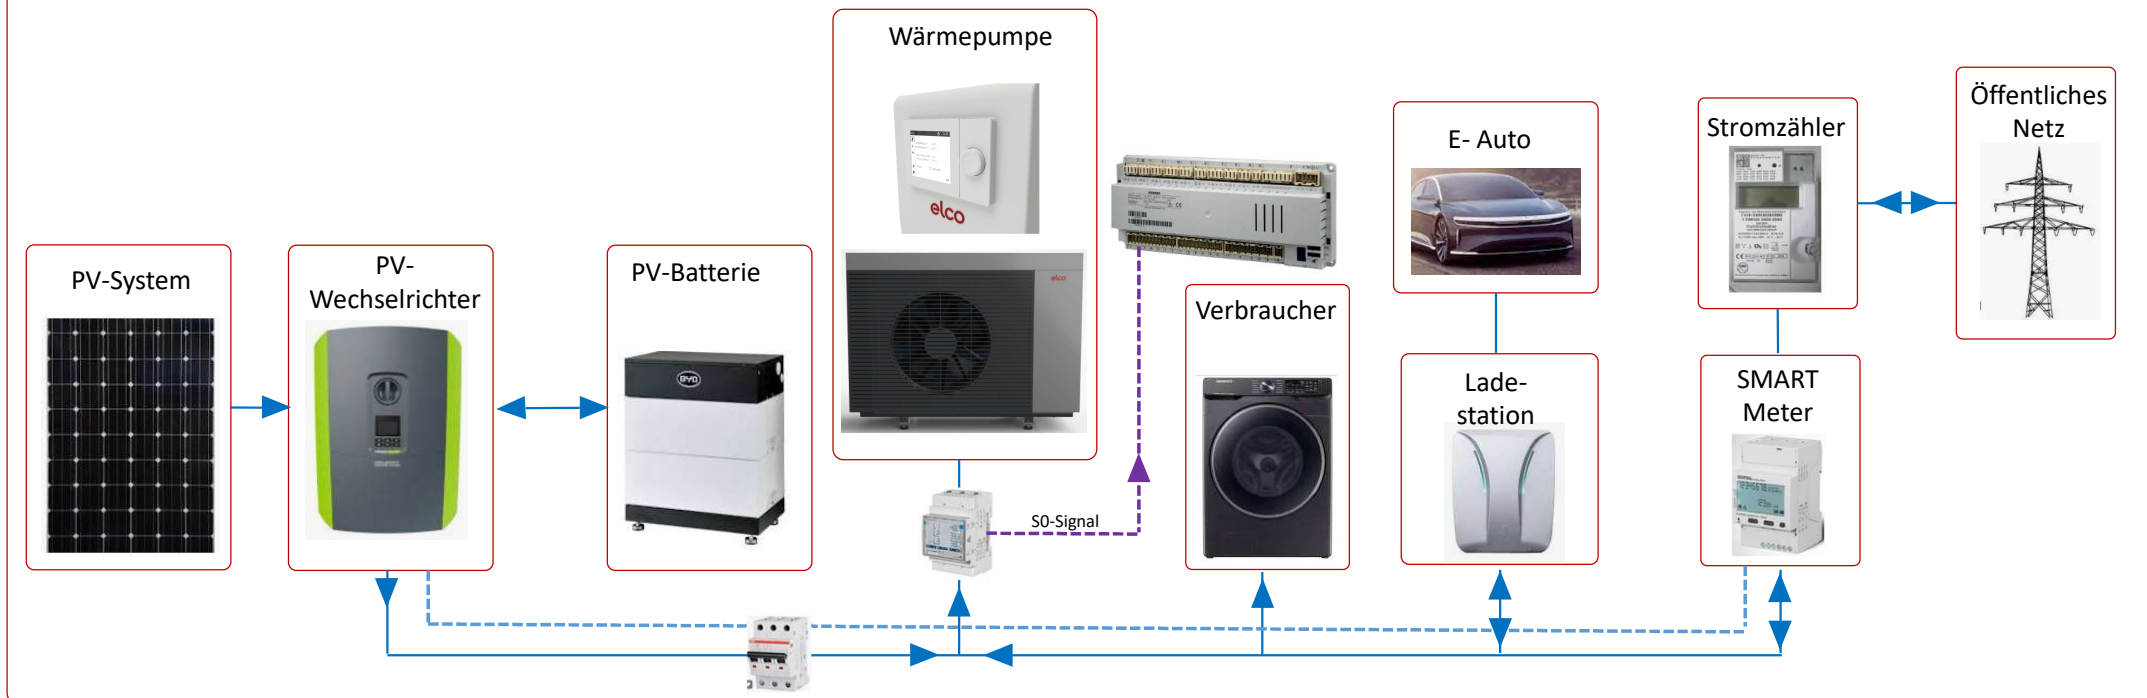 Wärmepumpe
elco
elco
PV-System
PV-
Wechselrichter
PV-Batterie
BYD
S0-Signal
Verbraucher
E- Auto
Lade-
station
Stromzähler
SMART
Meter
Öffentliches
Netz